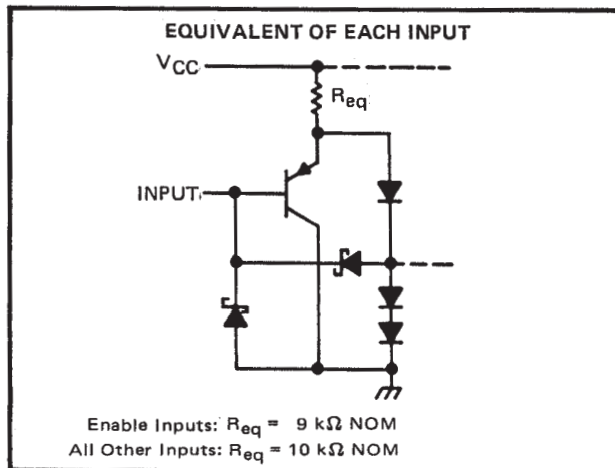 EQUIVALENT OF EACH INPUT
VCC
Req
INPUT
Enable Inputs: Req = 9 kΩ NOM
All Other Inputs: Req = 10 kΩ NOM